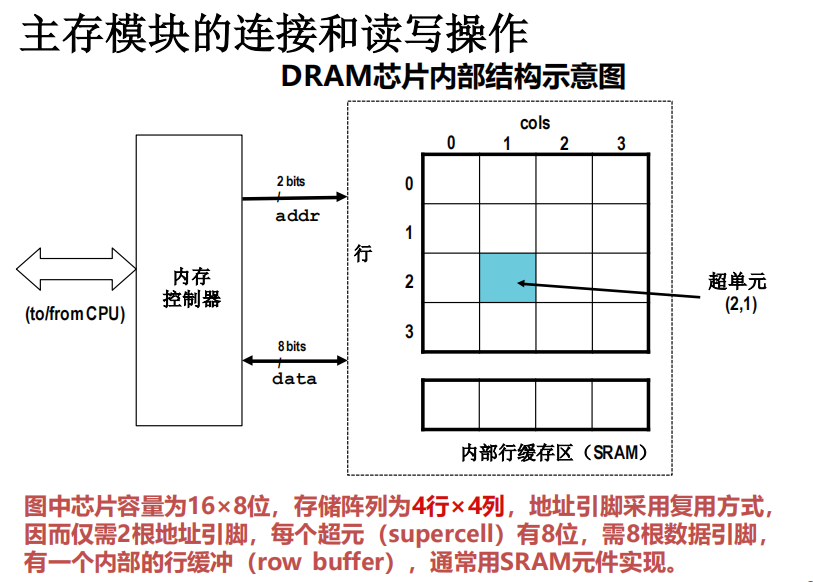 主存模块的连接和读写操作
DRAM芯片内部结构示意图
cols
0 1 2 3
0
2 bits
addr
1
行
内存
控制器
2
超单元
(2,1)
(to/from CPU)
3
8 bits
data
内部行缓存区（SRAM）
图中芯片容量为16×8位，存储阵列为4行×4列，地址引脚采用复用方式，
因而仅需2根地址引脚，每个超元（supercell）有8位，需8根数据引脚，
有一个内部的行缓冲（row buffer），通常用SRAM元件实现。